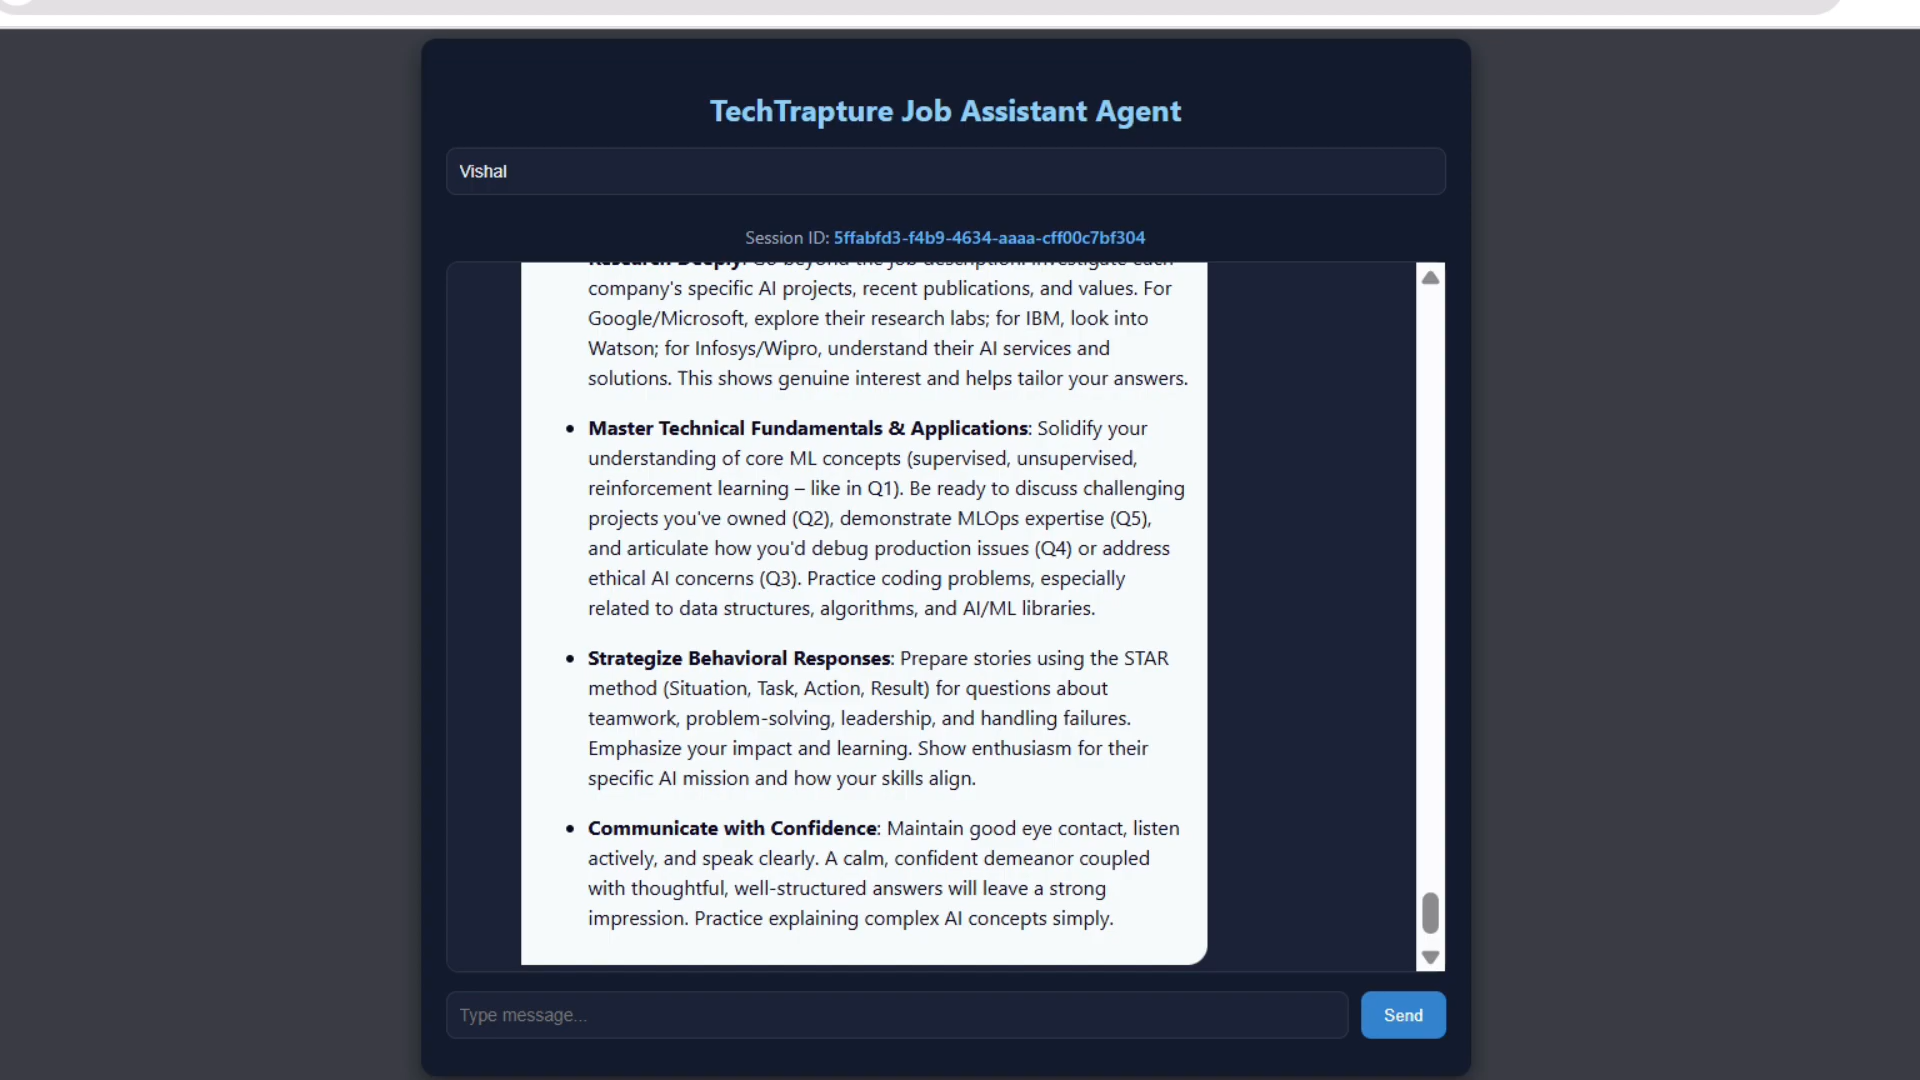 TechTrapture Job Assistant Agent
Vishal
Session ID: 5ffabfd3-f4b9-4634-aaaa-cff00c7bf304
Research Deeply: Go beyond the job description. Investigate each
company's specific AI projects, recent publications, and values. For
Google/Microsoft, explore their research labs; for IBM, look into
Watson; for Infosys/Wipro, understand their AI services and
solutions. This shows genuine interest and helps tailor your answers.
• Master Technical Fundamentals & Applications: Solidify your
understanding of core ML concepts (supervised, unsupervised,
reinforcement learning – like in Q1). Be ready to discuss challenging
projects you've owned (Q2), demonstrate MLOps expertise (Q5),
and articulate how you'd debug production issues (Q4) or address
ethical AI concerns (Q3). Practice coding problems, especially
related to data structures, algorithms, and AI/ML libraries.
• Strategize Behavioral Responses: Prepare stories using the STAR
method (Situation, Task, Action, Result) for questions about
teamwork, problem-solving, leadership, and handling failures.
Emphasize your impact and learning. Show enthusiasm for their
specific AI mission and how your skills align.
• Communicate with Confidence: Maintain good eye contact, listen
actively, and speak clearly. A calm, confident demeanor coupled
with thoughtful, well-structured answers will leave a strong
impression. Practice explaining complex AI concepts simply.
Type message...
Send